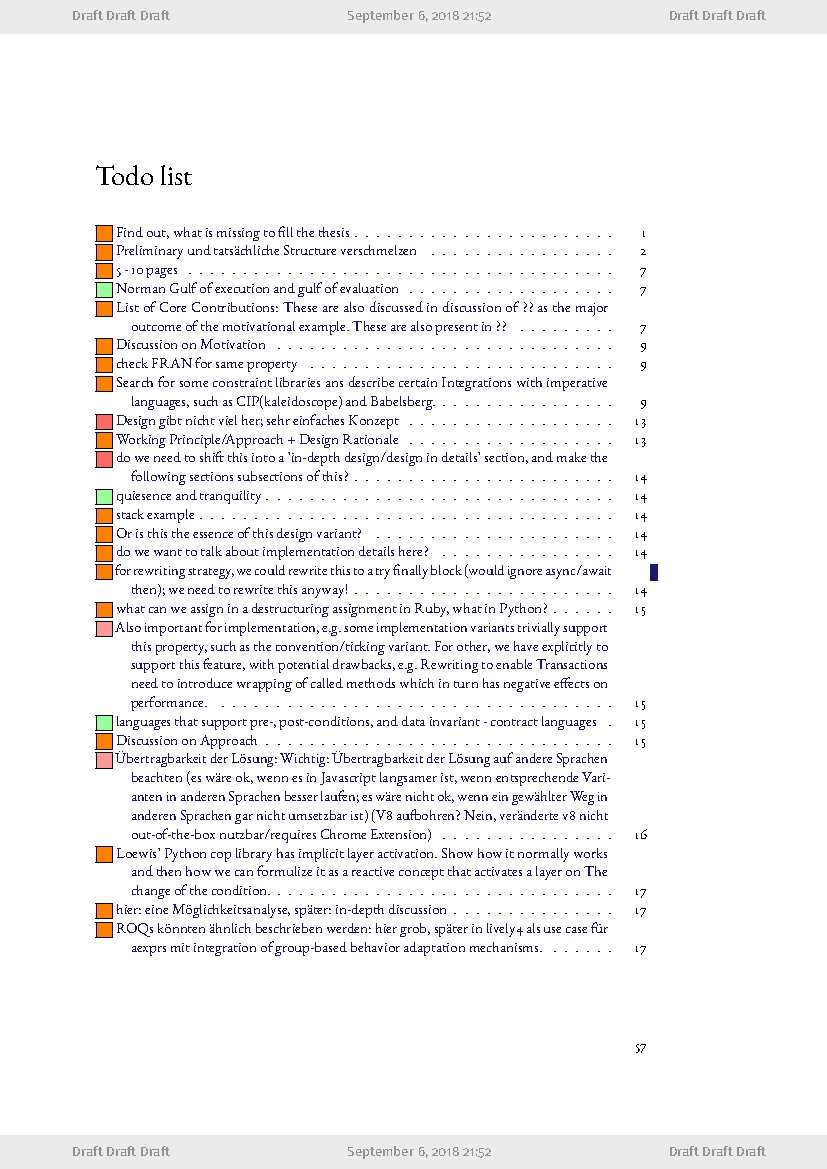 Draft Draft Draft September 6, 2018 21:52 Draft Draft Draft
Todo list
Find out, what is missing to fill the thesis . . . . . . . . . . . . . . . . . . . . . . . . 1
Preliminary und tatsächliche Structure verschmelzen . . . . . . . . . . . . . . . . . 2
5 - 10 pages . . . . . . . . . . . . . . . . . . . . . . . . . . . . . . . . . . . . . . . 7
Norman Gulf of execution and gulf of evaluation . . . . . . . . . . . . . . . . . . . 7
List of Core Contributions: These are also discussed in discussion of ?? as the major
outcome of the motivational example. These are also present in ?? . . . . . . . . . 7
Discussion on Motivation . . . . . . . . . . . . . . . . . . . . . . . . . . . . . . . 9
check FRAN for same property . . . . . . . . . . . . . . . . . . . . . . . . . . . . 9
Search for some constraint libraries ans describe certain Integrations with imperative
languages, such as CIP(kaleidoscope) and Babelsberg. . . . . . . . . . . . . . . . . 9
Design gibt nicht viel her; sehr einfaches Konzept . . . . . . . . . . . . . . . . . . . 13
Working Principle/Approach + Design Rationale . . . . . . . . . . . . . . . . . . . 13
do we need to shift this into a 'in-depth design/design in details' section, and make the
following sections subsections of this? . . . . . . . . . . . . . . . . . . . . . . . . 14
quiesence and tranquility . . . . . . . . . . . . . . . . . . . . . . . . . . . . . . . . 14
stack example . . . . . . . . . . . . . . . . . . . . . . . . . . . . . . . . . . . . . . 14
Or is this the essence of this design variant? . . . . . . . . . . . . . . . . . . . . . . 14
do we want to talk about implementation details here? . . . . . . . . . . . . . . . . 14
for rewriting strategy, we could rewrite this to a try finally block (would ignore async/await
then); we need to rewrite this anyway! . . . . . . . . . . . . . . . . . . . . . . . . 14
what can we assign in a destructuring assignment in Ruby, what in Python? . . . . . . 15
Also important for implementation, e.g. some implementation variants trivially support
this property, such as the convention/ticking variant. For other, we have explicitly to
support this feature, with potential drawbacks, e.g. Rewriting to enable Transactions
need to introduce wrapping of called methods which in turn has negative effects on
performance. . . . . . . . . . . . . . . . . . . . . . . . . . . . . . . . . . . . . 15
languages that support pre-, post-conditions, and data invariant - contract languages . 15
Discussion on Approach . . . . . . . . . . . . . . . . . . . . . . . . . . . . . . . . 15
Übertragbarkeit der Lösung: Wichtig: Übertragbarkeit der Lösung auf andere Sprachen
beachten (es wäre ok, wenn es in Javascript langsamer ist, wenn entsprechende Vari-
anten in anderen Sprachen besser laufen; es wäre nicht ok, wenn ein gewählter Weg in
anderen Sprachen gar nicht umsetzbar ist) (V8 aufbohren? Nein, veränderte v8 nicht
out-of-the-box nutzbar/requires Chrome Extension) . . . . . . . . . . . . . . . . 16
Loewis' Python cop library has implicit layer activation. Show how it normally works
and then how we can formulize it as a reactive concept that activates a layer on The
change of the condition. . . . . . . . . . . . . . . . . . . . . . . . . . . . . . . . 17
hier: eine Möglichkeitsanalyse, später: in-depth discussion . . . . . . . . . . . . . . . 17
ROQs könnten ähnlich beschrieben werden: hier grob, später in lively4 als use case für
aexprs mit integration of group-based behavior adaptation mechanisms. . . . . . . . 17
57
Draft Draft Draft September 6, 2018 21:52 Draft Draft Draft